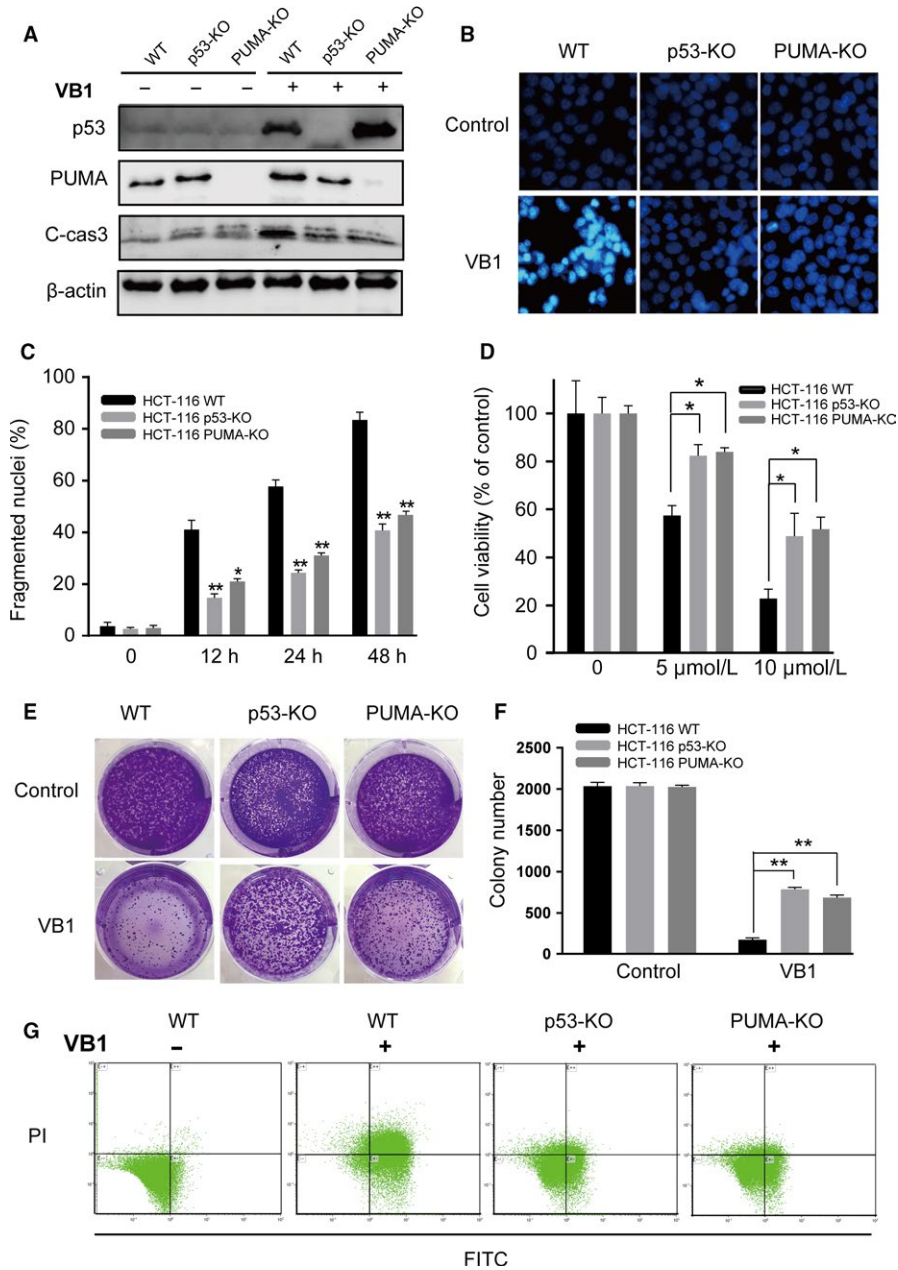 A
WT p53-KO PUMA-KO WT p53-KO PUMA-KO
VB1 – – – + + +
p53
PUMA
C-cas3
β-actin
B
WT p53-KO PUMA-KO
Control
VB1
C
HCT-116 WT
HCT-116 p53-KO
HCT-116 PUMA-KO
Fragmented nuclei (%)
100
80
60
40
20
0
** * ** ** ** **
0 12 h 24 h 48 h
D
HCT-116 WT
HCT-116 p53-KO
HCT-116 PUMA-KC
Cell viability (% of control)
100
80
60
40
20
0
* * * *
0 5 µmol/L 10 µmol/L
E
WT p53-KO PUMA-KO
Control
VB1
F
HCT-116 WT
HCT-116 p53-KO
HCT-116 PUMA-KO
Colony number
2500
2000
1500
1000
500
0
** **
Control VB1
G
WT WT p53-KO PUMA-KO
VB1 – + + +
PI
FITC